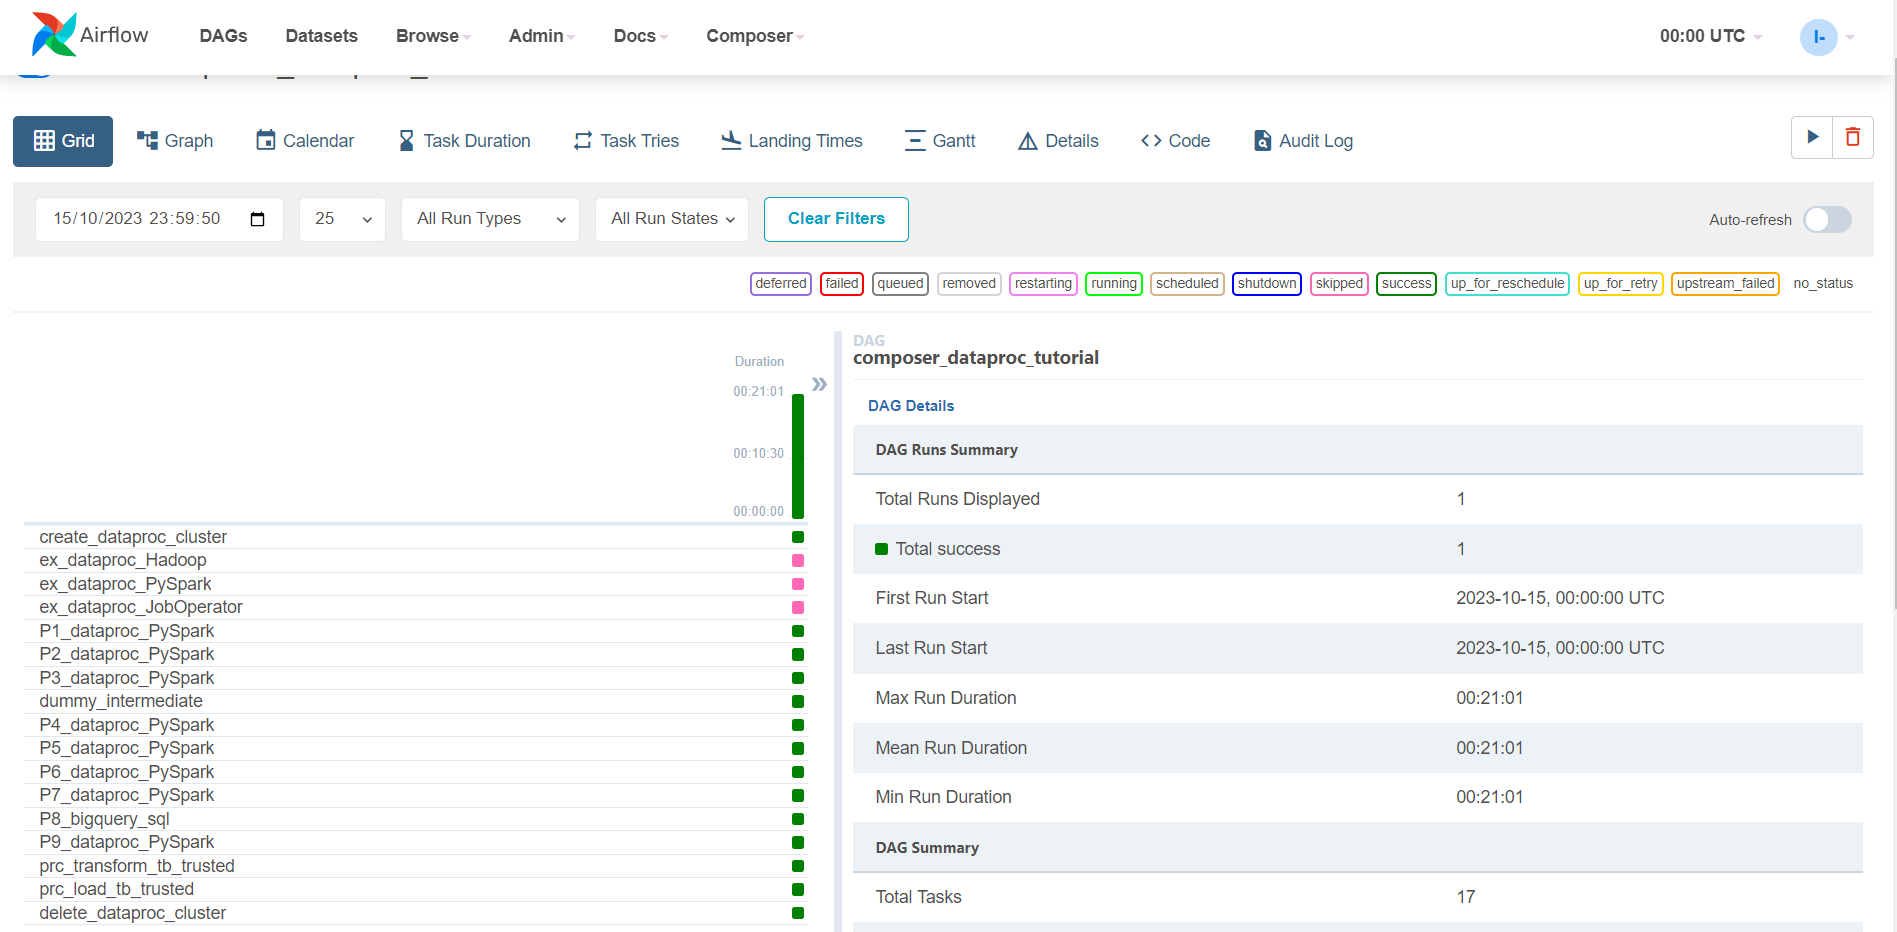 Airflow DAGs Datasets Browse Admin Docs Composer 00:00 UTC I-
Grid Graph Calendar Task Duration Task Tries Landing Times Gantt Details Code Audit Log
15/10/2023 23:59:50 25 All Run Types All Run States Clear Filters Auto-refresh
deferred failed queued removed restarting running scheduled shutdown skipped success up_for_reschedule up_for_retry upstream_failed no_status
Duration
00:21:01
00:10:30
00:00:00
create_dataproc_cluster
ex_dataproc_Hadoop
ex_dataproc_PySpark
ex_dataproc_JobOperator
P1_dataproc_PySpark
P2_dataproc_PySpark
P3_dataproc_PySpark
dummy_intermediate
P4_dataproc_PySpark
P5_dataproc_PySpark
P6_dataproc_PySpark
P7_dataproc_PySpark
P8_bigquery_sql
P9_dataproc_PySpark
prc_transform_tb_trusted
prc_load_tb_trusted
delete_dataproc_cluster
DAG
composer_dataproc_tutorial
DAG Details
DAG Runs Summary
Total Runs Displayed 1
Total success 1
First Run Start 2023-10-15, 00:00:00 UTC
Last Run Start 2023-10-15, 00:00:00 UTC
Max Run Duration 00:21:01
Mean Run Duration 00:21:01
Min Run Duration 00:21:01
DAG Summary
Total Tasks 17